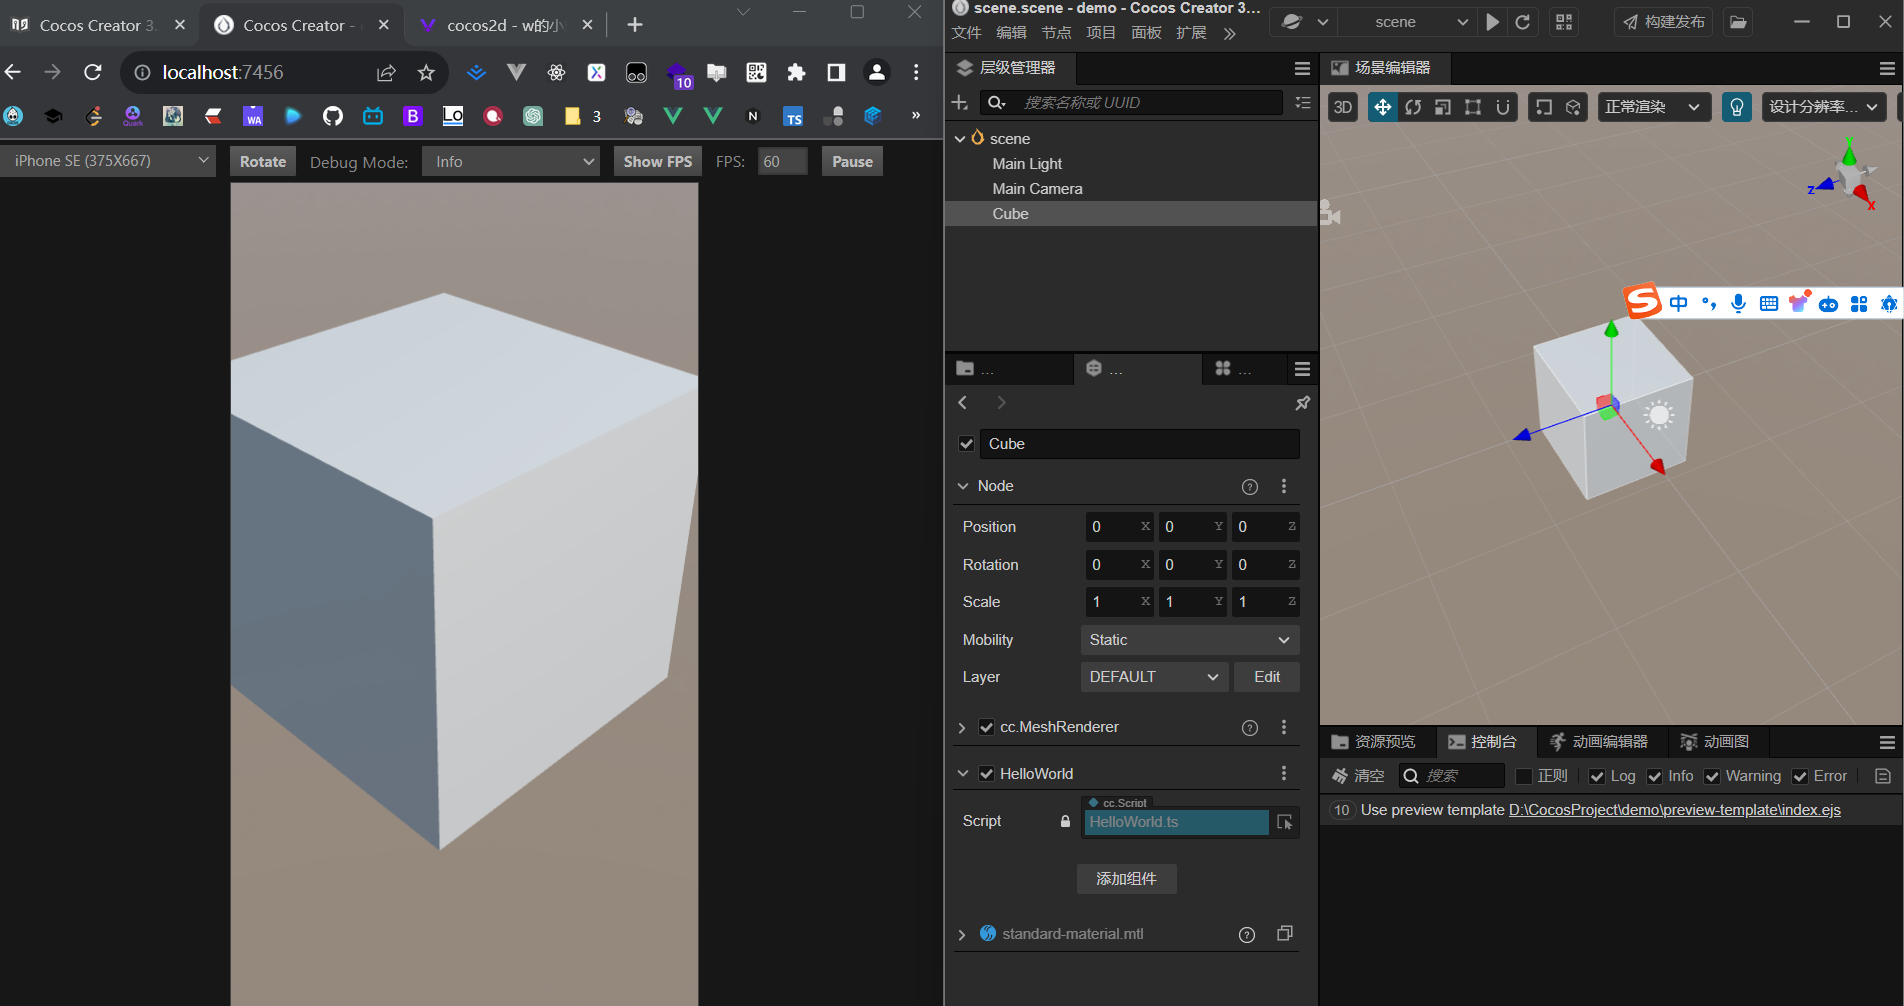 Cocos Creator 3.
Cocos Creator -
cocos2d - w的小
localhost:7456
10
Quark
WA
B
LO
3
N
TS
»
iPhone SE (375X667)
Rotate
Debug Mode:
Info
Show FPS
FPS:
60
Pause
scene.scene - demo - Cocos Creator 3...
scene
构建发布
文件 编辑 节点 项目 面板 扩展
层级管理器
搜索名称或 UUID
scene
Main Light
Main Camera
Cube
...
...
...
Cube
Node
Position 0 X 0 Y 0 Z
Rotation 0 X 0 Y 0 Z
Scale 1 X 1 Y 1 Z
Mobility Static
Layer DEFAULT Edit
cc.MeshRenderer
HelloWorld
cc.Script
Script HelloWorld.ts
添加组件
standard-material.mtl
场景编辑器
3D
正常渲染
设计分辨率...
Y
Z
X
S 中
资源预览 控制台 动画编辑器 动画图
清空 搜索 正则 Log Info Warning Error
10 Use preview template D:\CocosProject\demo\preview-template\index.ejs